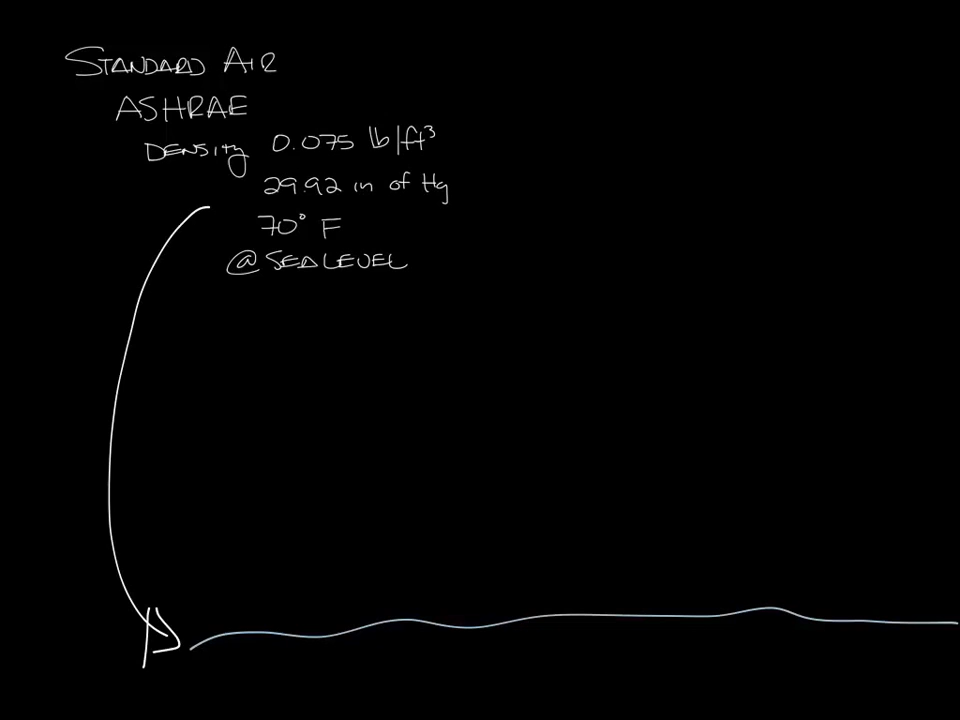 STANDARD AIR
ASHRAE
DENSITY 0.075 lb/ft³
29.92 in of Hg
70° F
@ SEA LEVEL